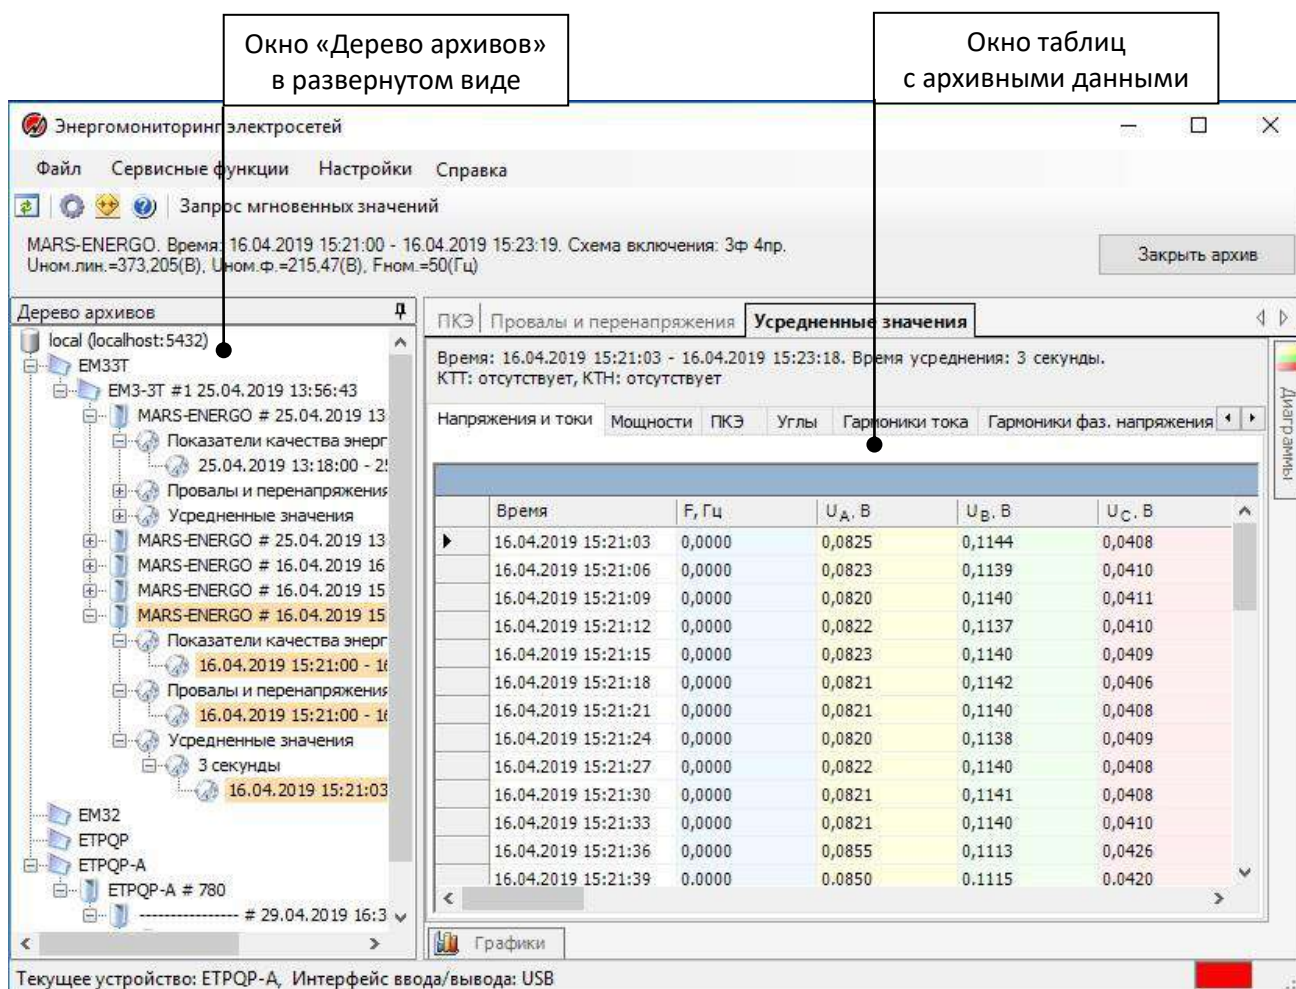 Окно «Дерево архивов»
в развернутом виде
Окно таблиц
с архивными данными
Энергомониторинг электросетей
Файл Сервисные функции Настройки Справка
Запрос мгновенных значений
MARS-ENERGO. Время: 16.04.2019 15:21:00 - 16.04.2019 15:23:19. Схема включения: 3ф 4пр.
Uном.лин.=373,205(В), Uном.ф.=215,47(В), Fном.=50(Гц)
Закрыть архив
Дерево архивов
local (localhost:5432)
EM33T
EM3-3T #1 25.04.2019 13:56:43
MARS-ENERGO # 25.04.2019 13
Показатели качества энерг
25.04.2019 13:18:00 - 2
Провалы и перенапряжения
Усредненные значения
MARS-ENERGO # 25.04.2019 13
MARS-ENERGO # 16.04.2019 16
MARS-ENERGO # 16.04.2019 15
MARS-ENERGO # 16.04.2019 15
Показатели качества энерг
16.04.2019 15:21:00 - 16
Провалы и перенапряжения
16.04.2019 15:21:00 - 16
Усредненные значения
3 секунды
16.04.2019 15:21:03
EM32
ETPQP
ETPQP-A
ETPQP-A # 780
---------------- # 29.04.2019 16:3
ПКЭ Провалы и перенапряжения Усредненные значения
Время: 16.04.2019 15:21:03 - 16.04.2019 15:23:18. Время усреднения: 3 секунды.
КТТ: отсутствует, КТН: отсутствует
Напряжения и токи Мощности ПКЭ Углы Гармоники тока Гармоники фаз. напряжения
Диаграммы
Время F, Гц U_A, В U_B, В U_C, В
16.04.2019 15:21:03 0,0000 0,0825 0,1144 0,0408
16.04.2019 15:21:06 0,0000 0,0823 0,1139 0,0410
16.04.2019 15:21:09 0,0000 0,0820 0,1140 0,0411
16.04.2019 15:21:12 0,0000 0,0822 0,1137 0,0410
16.04.2019 15:21:15 0,0000 0,0823 0,1140 0,0409
16.04.2019 15:21:18 0,0000 0,0821 0,1142 0,0406
16.04.2019 15:21:21 0,0000 0,0821 0,1140 0,0408
16.04.2019 15:21:24 0,0000 0,0820 0,1138 0,0409
16.04.2019 15:21:27 0,0000 0,0822 0,1140 0,0408
16.04.2019 15:21:30 0,0000 0,0821 0,1141 0,0408
16.04.2019 15:21:33 0,0000 0,0821 0,1140 0,0410
16.04.2019 15:21:36 0,0000 0,0855 0,1113 0,0426
16.04.2019 15:21:39 0,0000 0,0850 0,1115 0,0420
Графики
Текущее устройство: ETPQP-A, Интерфейс ввода/вывода: USB